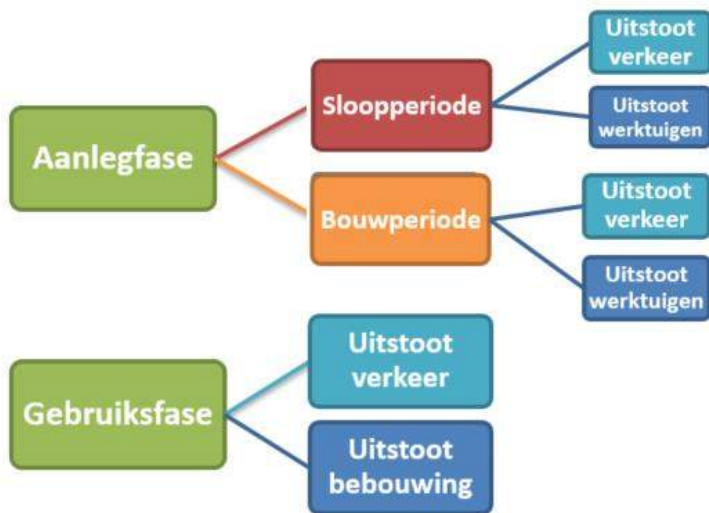 Aanlegfase
Sloopperiode
Uitstoot
verkeer
Uitstoot
werktuigen
Bouwperiode
Uitstoot
verkeer
Uitstoot
werktuigen
Gebruiksfase
Uitstoot
verkeer
Uitstoot
bebouwing